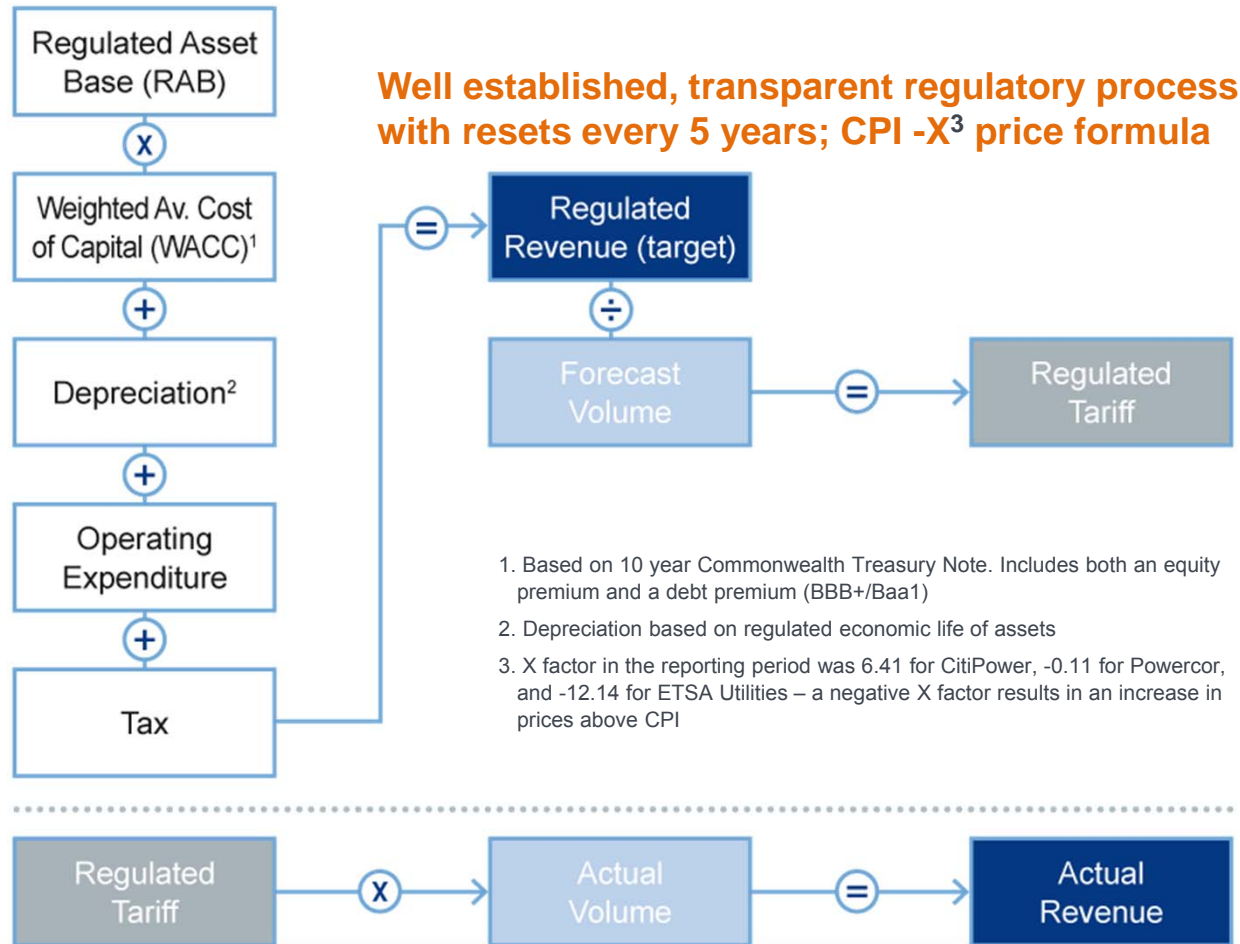 Regulated Asset
Base (RAB)
x
Weighted Av. Cost
of Capital (WACC)¹
+
Depreciation²
+
Operating
Expenditure
+
Tax
Well established, transparent regulatory process
with resets every 5 years; CPI -X³ price formula
=
Regulated
Revenue (target)
÷
Forecast
Volume
=
Regulated
Tariff
1. Based on 10 year Commonwealth Treasury Note. Includes both an equity
premium and a debt premium (BBB+/Baa1)
2. Depreciation based on regulated economic life of assets
3. X factor in the reporting period was 6.41 for CitiPower, -0.11 for Powercor,
and -12.14 for ETSA Utilities – a negative X factor results in an increase in
prices above CPI
Regulated
Tariff
x
Actual
Volume
=
Actual
Revenue